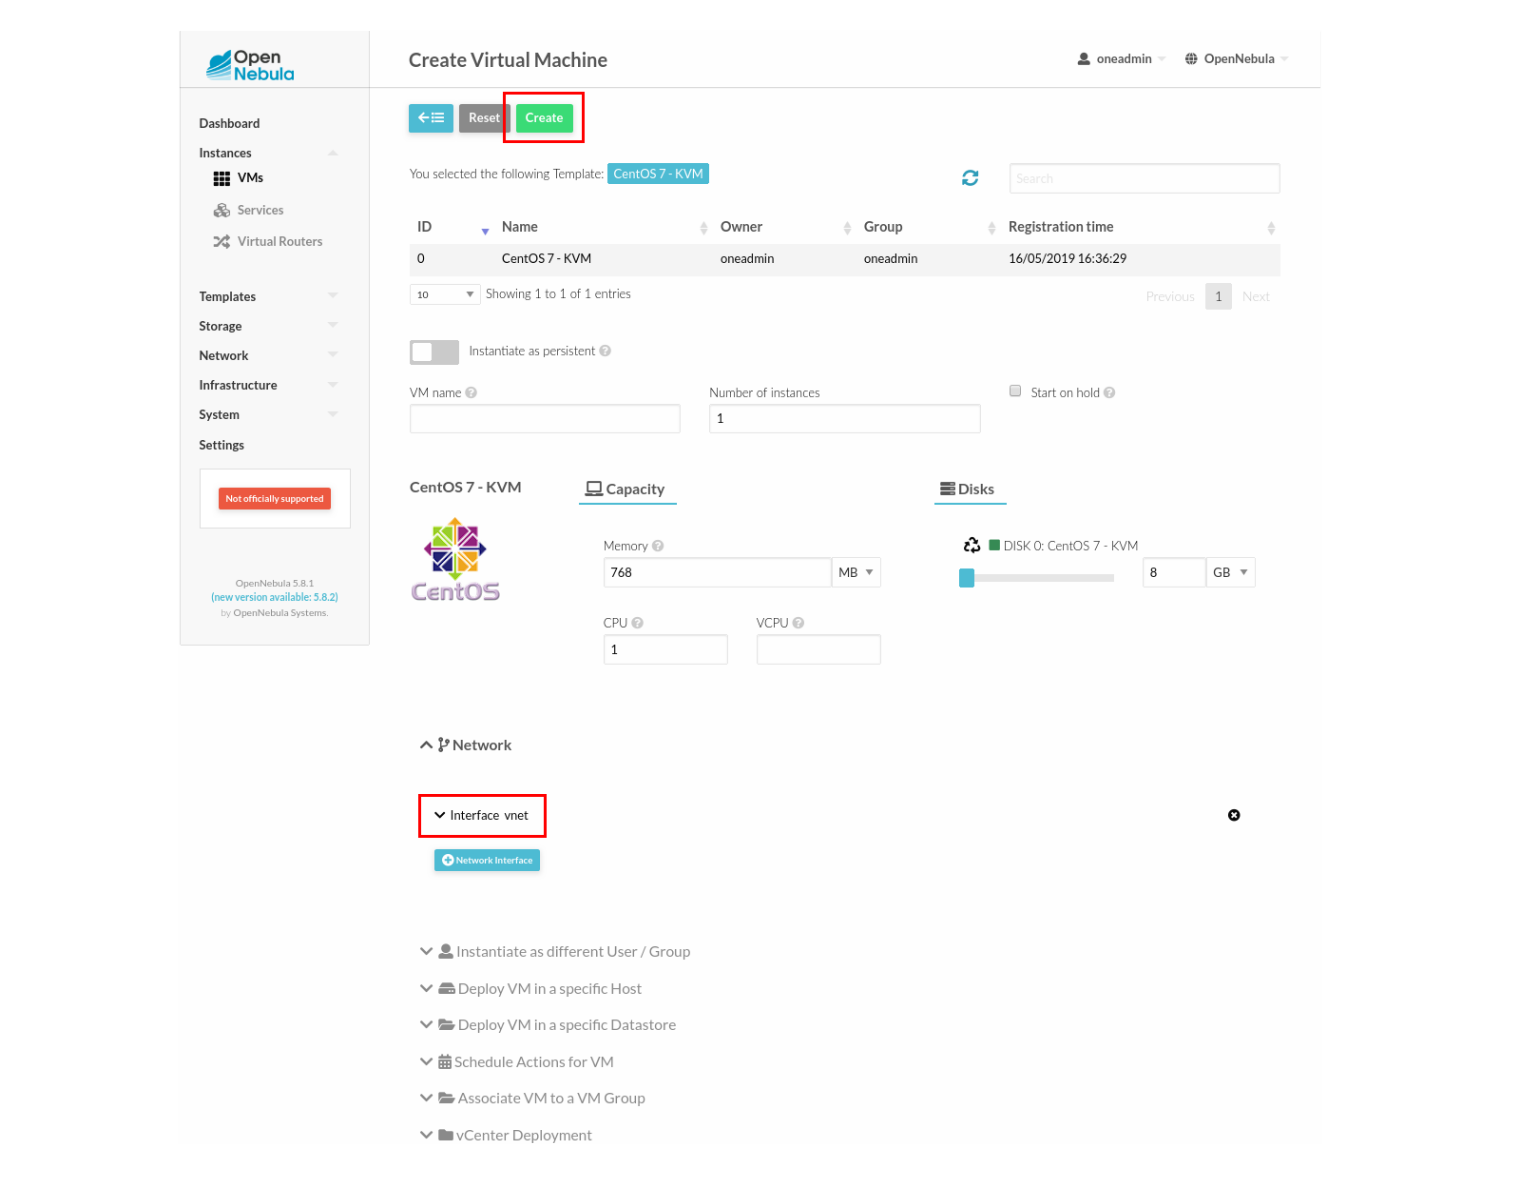 Open
Nebula
Create Virtual Machine
oneadmin
OpenNebula
Dashboard
Instances
VMs
Services
Virtual Routers
Templates
Storage
Network
Infrastructure
System
Settings
Not officially supported
OpenNebula 5.8.1
(new version available: 5.8.2)
by OpenNebula Systems.
Reset
Create
You selected the following Template: CentOS 7 - KVM
Search
ID Name Owner Group Registration time
0 CentOS 7 - KVM oneadmin oneadmin 16/05/2019 16:36:29
10 Showing 1 to 1 of 1 entries
Previous 1 Next
Instantiate as persistent
VM name
Number of instances
1
Start on hold
CentOS 7 - KVM
CentOS
Capacity
Memory
768 MB
CPU
1
VCPU
Disks
DISK 0: CentOS 7 - KVM
8 GB
Network
Interface vnet
Network Interface
Instantiate as different User / Group
Deploy VM in a specific Host
Deploy VM in a specific Datastore
Schedule Actions for VM
Associate VM to a VM Group
vCenter Deployment